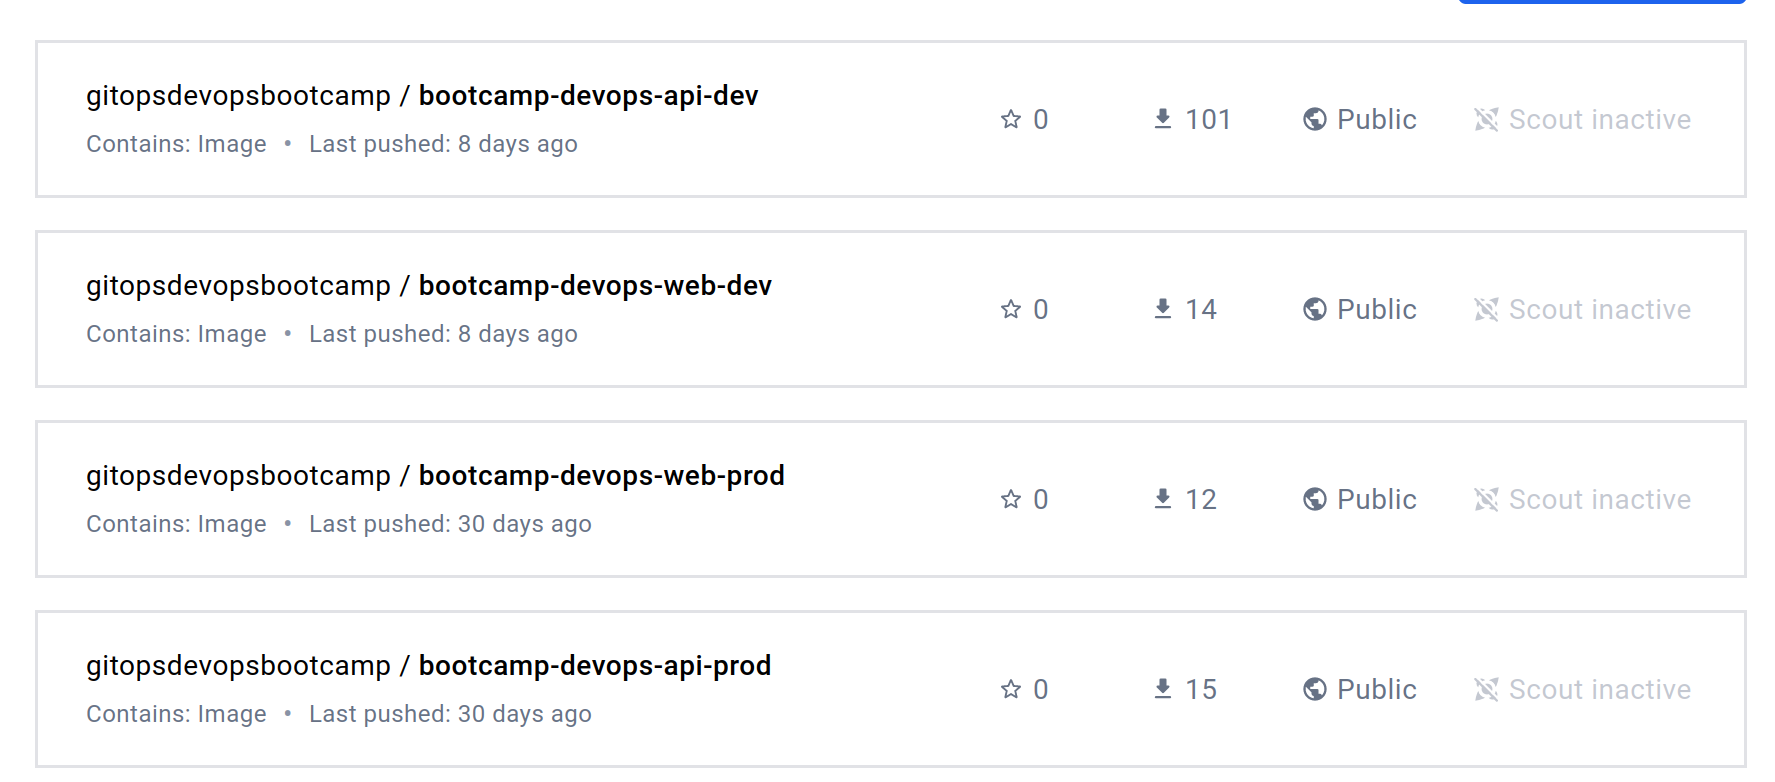 gitopsdevopsbootcamp / bootcamp-devops-api-dev
Contains: Image • Last pushed: 8 days ago
0
101
Public
Scout inactive
gitopsdevopsbootcamp / bootcamp-devops-web-dev
Contains: Image • Last pushed: 8 days ago
0
14
Public
Scout inactive
gitopsdevopsbootcamp / bootcamp-devops-web-prod
Contains: Image • Last pushed: 30 days ago
0
12
Public
Scout inactive
gitopsdevopsbootcamp / bootcamp-devops-api-prod
Contains: Image • Last pushed: 30 days ago
0
15
Public
Scout inactive